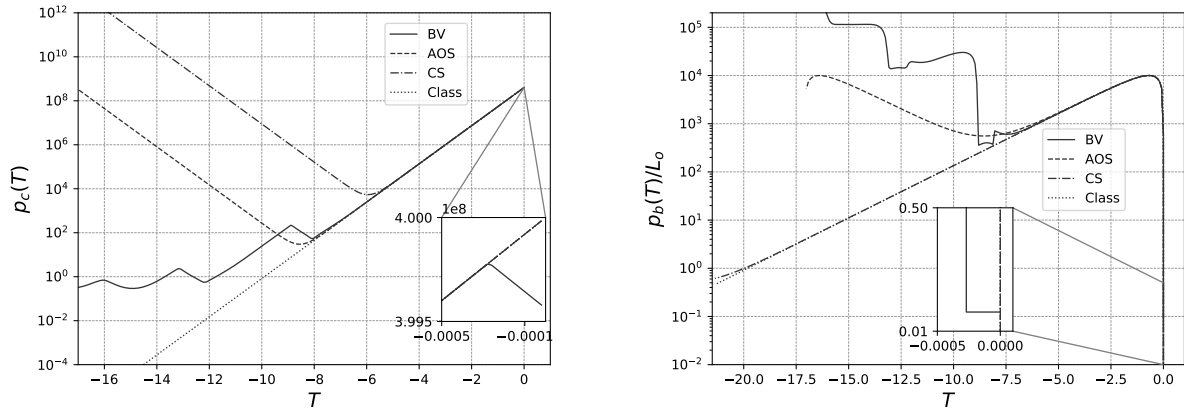 10^12
10^10
10^8
10^6
10^4
10^2
10^0
10^−2
10^−4
p_c(T)
−16 −14 −12 −10 −8 −6 −4 −2 0
T
BV
AOS
CS
Class
1e8
4.000
3.995
−0.0005 −0.0001
10^5
10^4
10^3
10^2
10^1
10^0
10^−1
10^−2
p_b(T)/L_o
−20.0 −17.5 −15.0 −12.5 −10.0 −7.5 −5.0 −2.5 0.0
T
BV
AOS
CS
Class
0.50
0.01
−0.0005 0.0000